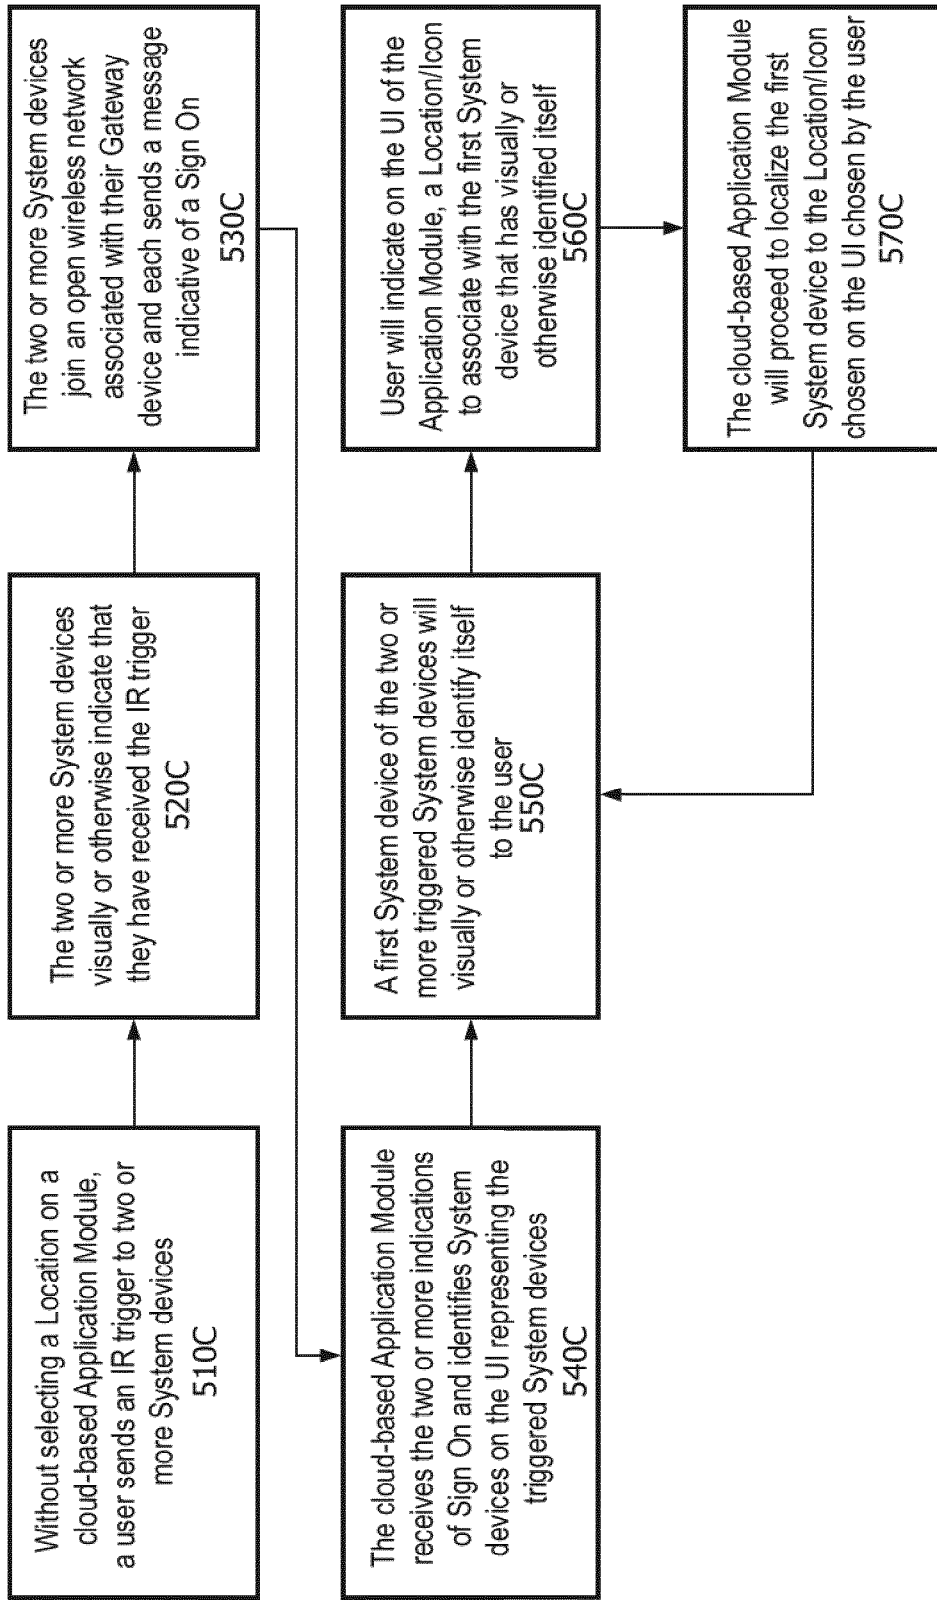 Without selecting a Location on a
cloud-based Application Module,
a user sends an IR trigger to two or
more System devices
510C
The two or more System devices
visually or otherwise indicate that
they have received the IR trigger
520C
The two or more System devices
join an open wireless network
associated with their Gateway
device and each sends a message
indicative of a Sign On
530C
The cloud-based Application Module
receives the two or more indications
of Sign On and identifies System
devices on the UI representing the
triggered System devices
540C
A first System device of the two or
more triggered System devices will
visually or otherwise identify itself
to the user
550C
User will indicate on the UI of the
Application Module, a Location/Icon
to associate with the first System
device that has visually or
otherwise identified itself
560C
The cloud-based Application Module
will proceed to localize the first
System device to the Location/Icon
chosen on the UI chosen by the user
570C